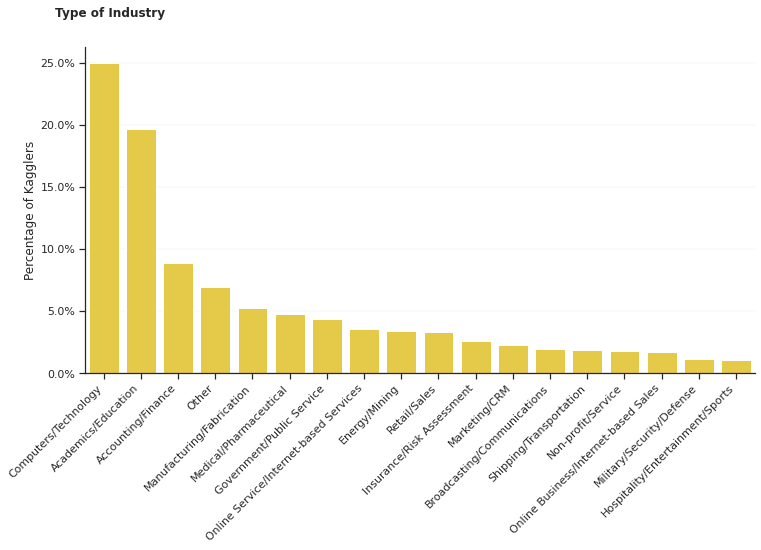 Type of Industry
Percentage of Kagglers
25.0%
20.0%
15.0%
10.0%
5.0%
0.0%
Computers/Technology
Academics/Education
Accounting/Finance
Other
Manufacturing/Fabrication
Medical/Pharmaceutical
Government/Public Service
Online Service/Internet-based Services
Energy/Mining
Retail/Sales
Insurance/Risk Assessment
Marketing/CRM
Broadcasting/Communications
Shipping/Transportation
Non-profit/Service
Online Business/Internet-based Sales
Military/Security/Defense
Hospitality/Entertainment/Sports